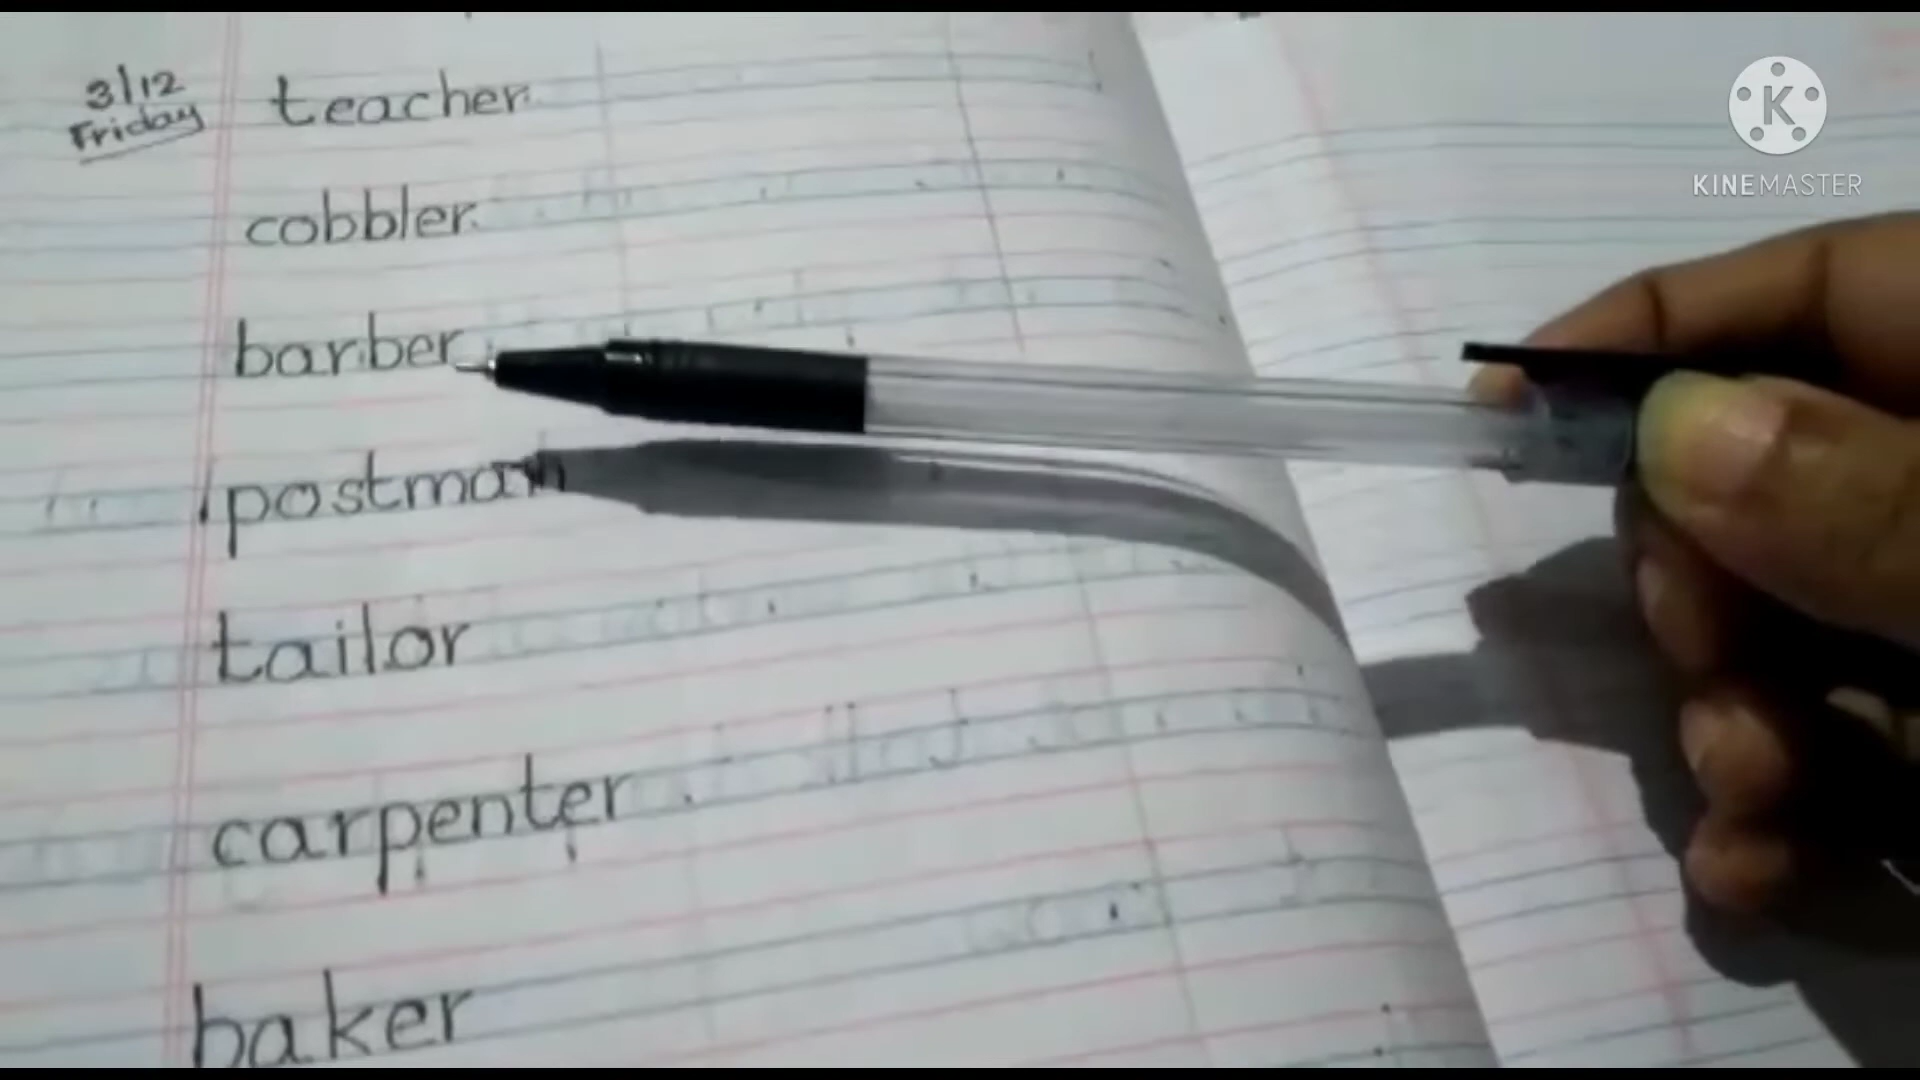 3/12
Friday
teacher
cobbler
barber
postman
tailor
carpenter
baker
KINEMASTER